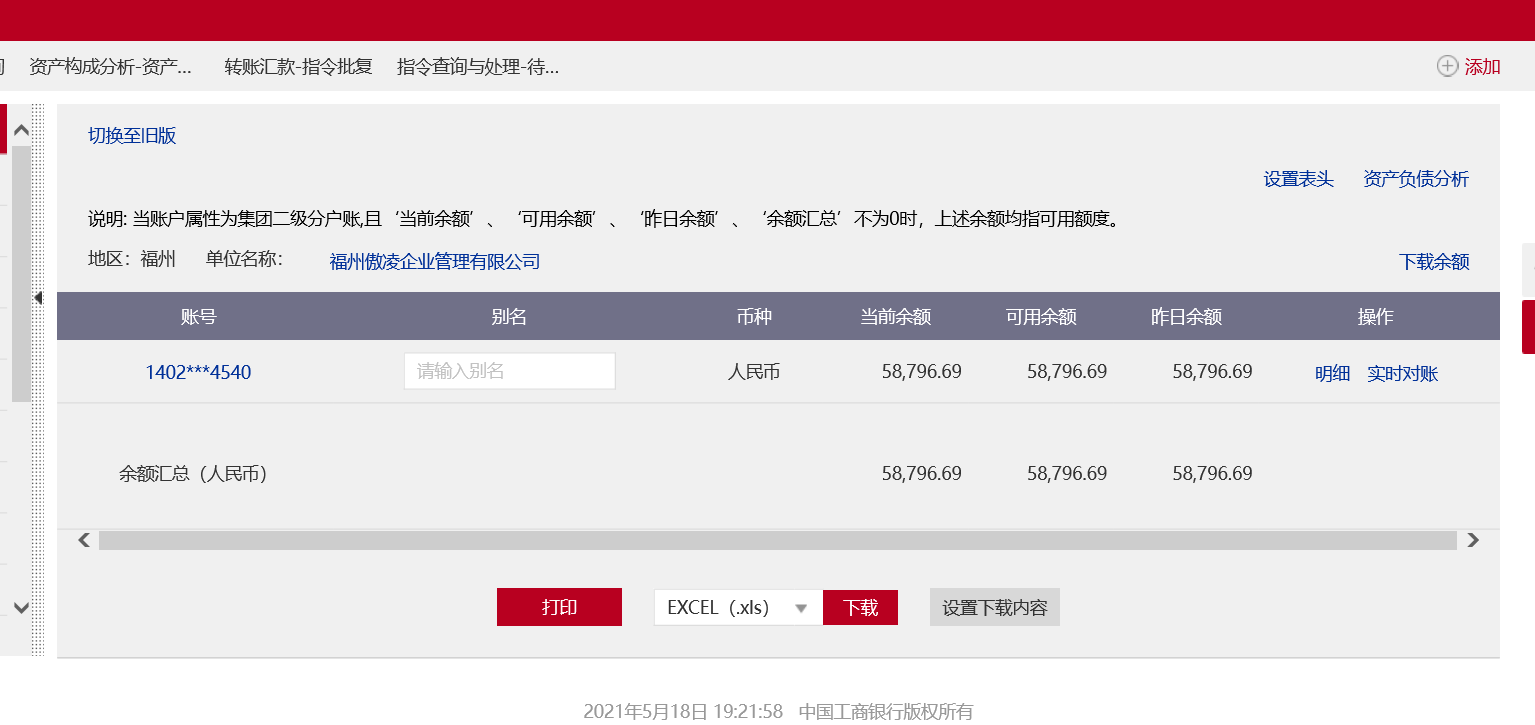 资产构成分析-资产... 转账汇款-指令批复 指令查询与处理-待... 添加
切换至旧版
设置表头 资产负债分析
说明: 当账户属性为集团二级分户账,且‘当前余额’、‘可用余额’、‘昨日余额’、‘余额汇总’不为0时，上述余额均指可用额度。
地区：福州 单位名称： 福州傲凌企业管理有限公司 下载余额
账号 别名 币种 当前余额 可用余额 昨日余额 操作
1402***4540 请输入别名 人民币 58,796.69 58,796.69 58,796.69 明细 实时对账
余额汇总（人民币） 58,796.69 58,796.69 58,796.69
打印 EXCEL（.xls） 下载 设置下载内容
2021年5月18日 19:21:58 中国工商银行版权所有